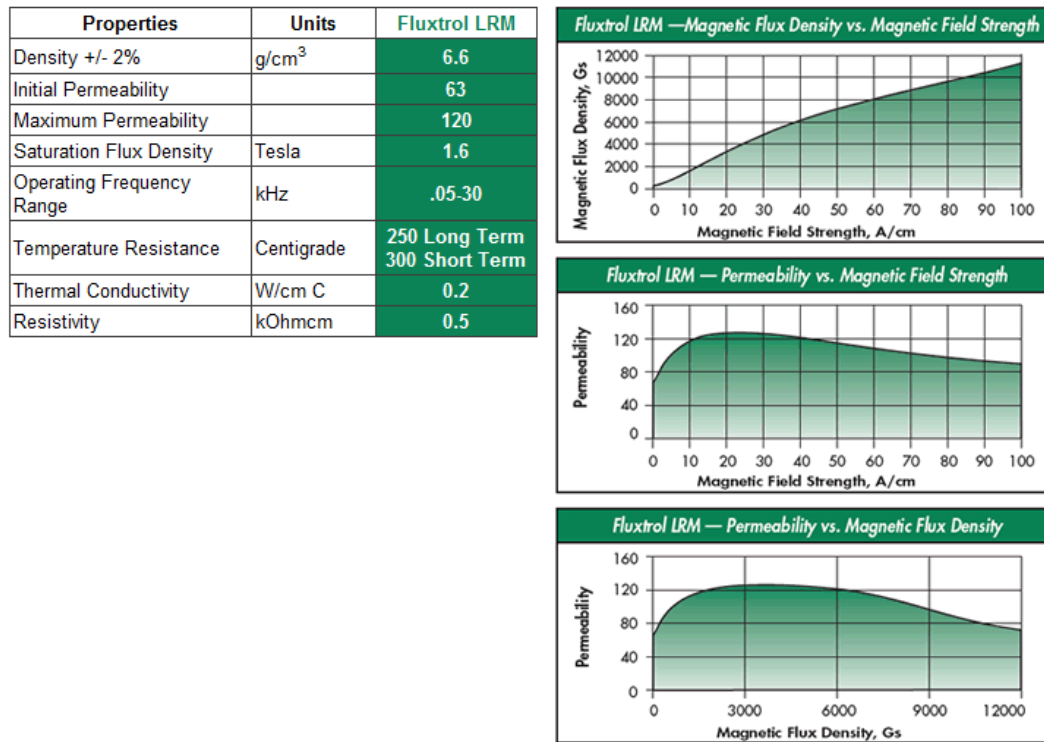 Properties Units Fluxtrol LRM
Density +/- 2% g/cm³ 6.6
Initial Permeability 63
Maximum Permeability 120
Saturation Flux Density Tesla 1.6
Operating Frequency
Range kHz .05-30
Temperature Resistance Centigrade 250 Long Term
300 Short Term
Thermal Conductivity W/cm C 0.2
Resistivity kOhmcm 0.5
Fluxtrol LRM —Magnetic Flux Density vs. Magnetic Field Strength
Magnetic Flux Density, Gs
12000
10000
8000
6000
4000
2000
0
0 10 20 30 40 50 60 70 80 90 100
Magnetic Field Strength, A/cm
Fluxtrol LRM — Permeability vs. Magnetic Field Strength
Permeability
160
120
80
40
0
0 10 20 30 40 50 60 70 80 90 100
Magnetic Field Strength, A/cm
Fluxtrol LRM — Permeability vs. Magnetic Flux Density
Permeability
160
120
80
40
0
0 3000 6000 9000 12000
Magnetic Flux Density, Gs